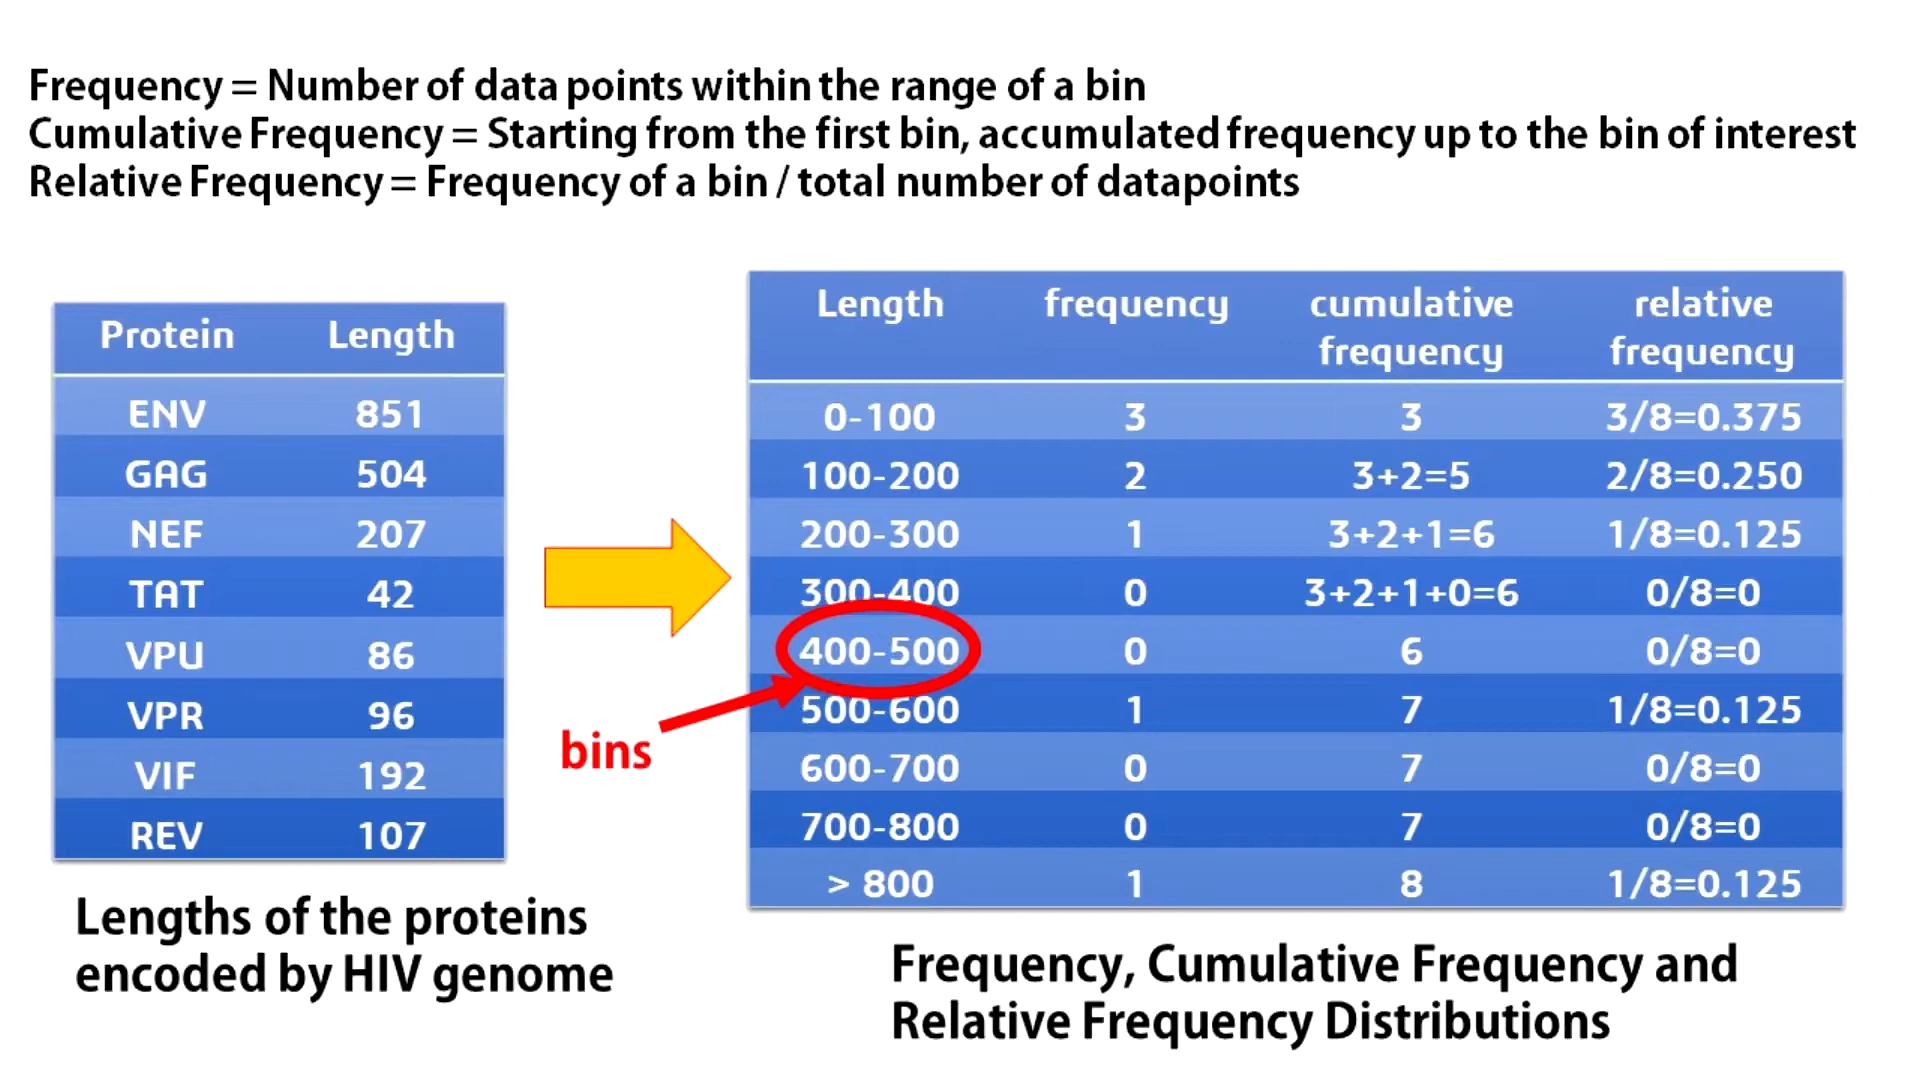 Frequency = Number of data points within the range of a bin
Cumulative Frequency = Starting from the first bin, accumulated frequency up to the bin of interest
Relative Frequency = Frequency of a bin / total number of datapoints
Protein Length
ENV 851
GAG 504
NEF 207
TAT 42
VPU 86
VPR 96
VIF 192
REV 107
Lengths of the proteins
encoded by HIV genome
bins
Length frequency cumulative relative
frequency frequency
0-100 3 3 3/8=0.375
100-200 2 3+2=5 2/8=0.250
200-300 1 3+2+1=6 1/8=0.125
300-400 0 3+2+1+0=6 0/8=0
400-500 0 6 0/8=0
500-600 1 7 1/8=0.125
600-700 0 7 0/8=0
700-800 0 7 0/8=0
> 800 1 8 1/8=0.125
Frequency, Cumulative Frequency and
Relative Frequency Distributions